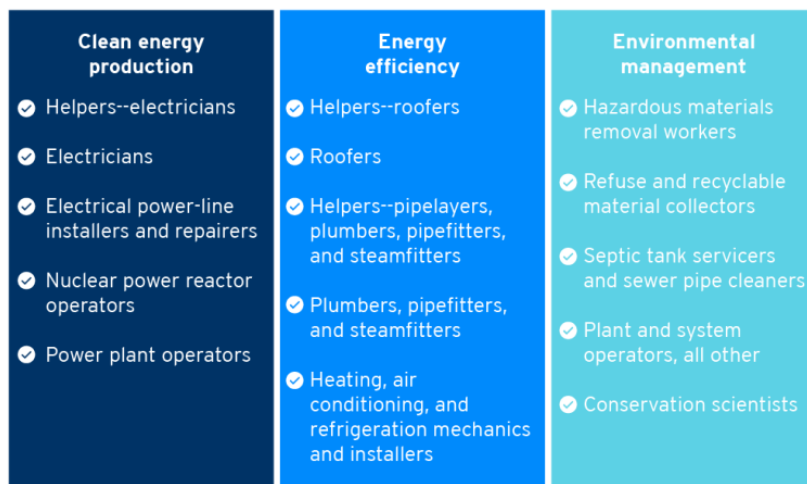 Clean energy
production
Helpers--electricians
Electricians
Electrical power-line
installers and repairers
Nuclear power reactor
operators
Power plant operators
Energy
efficiency
Helpers--roofers
Roofers
Helpers--pipelayers,
plumbers, pipefitters,
and steamfitters
Plumbers, pipefitters,
and steamfitters
Heating, air
conditioning, and
refrigeration mechanics
and installers
Environmental
management
Hazardous materials
removal workers
Refuse and recyclable
material collectors
Septic tank servicers
and sewer pipe cleaners
Plant and system
operators, all other
Conservation scientists